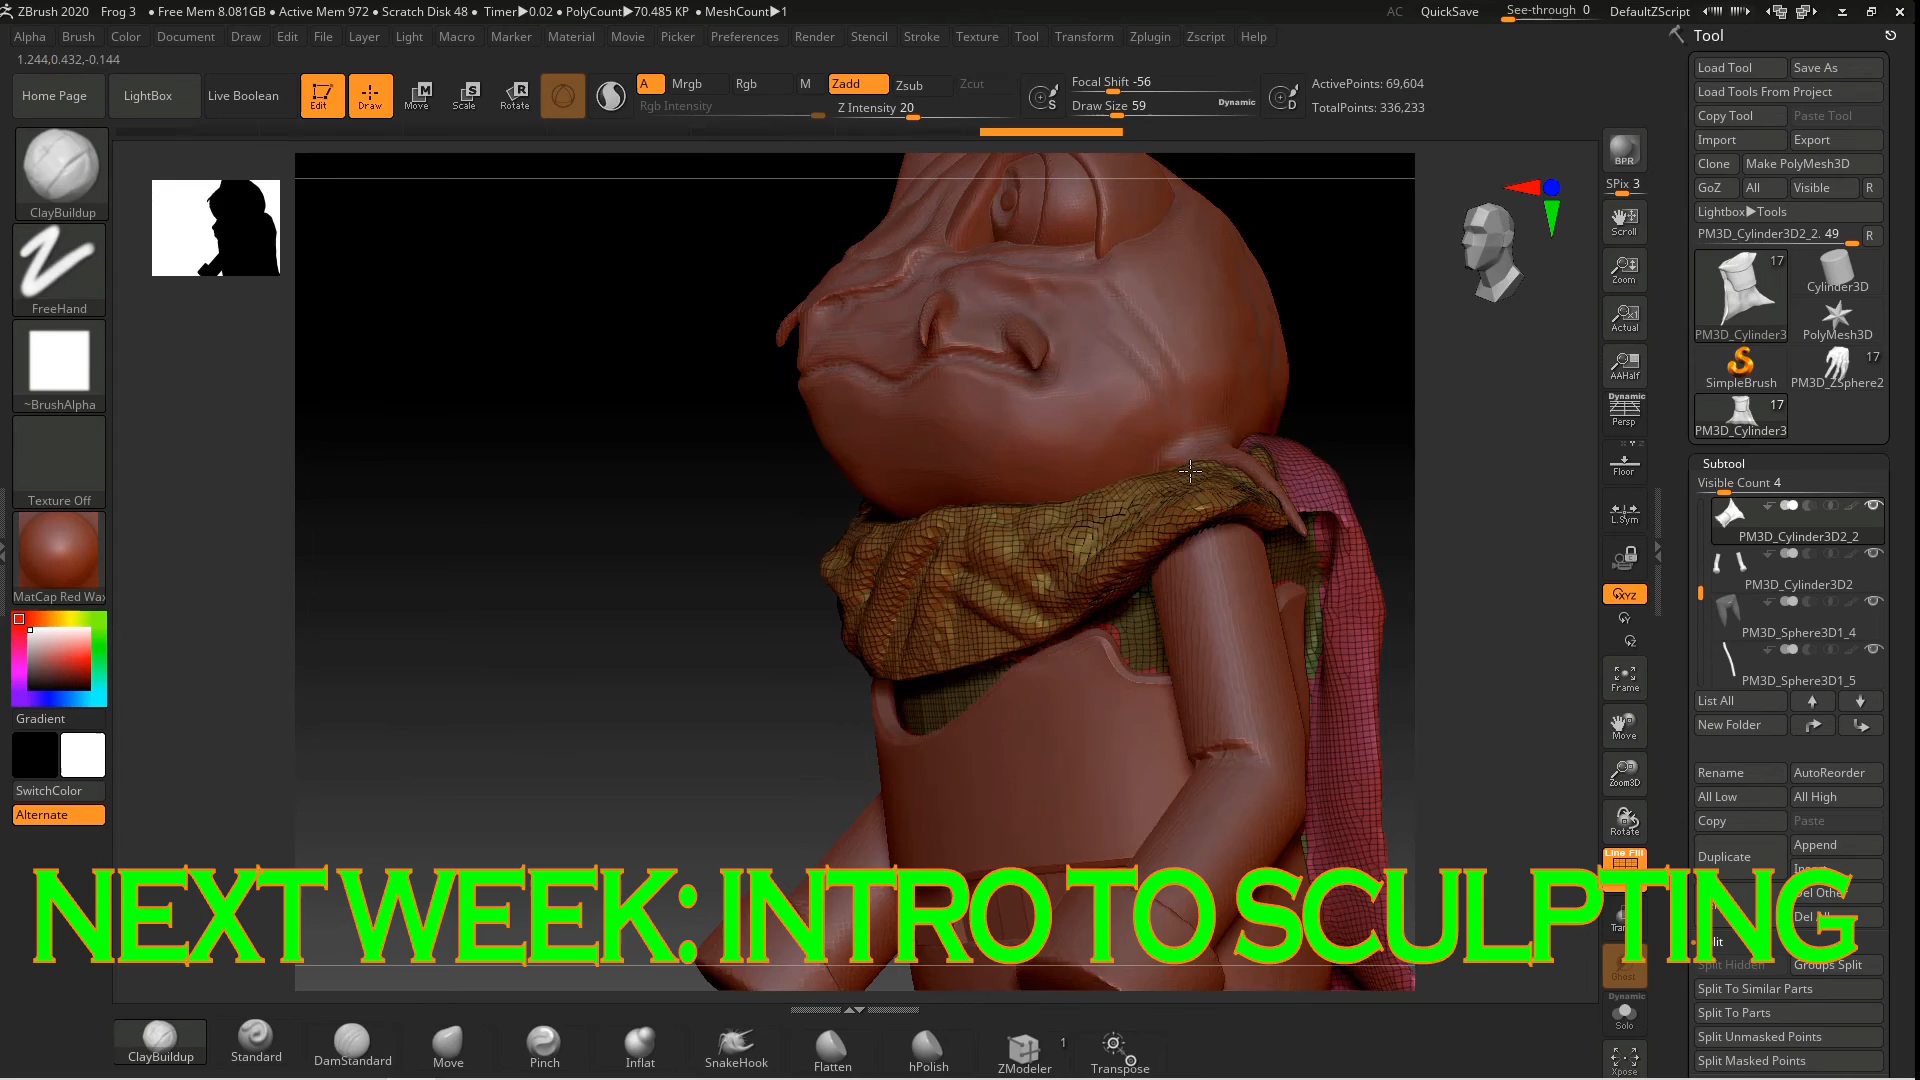 ZBrush 2020 Frog 3 • Free Mem 8.081GB • Active Mem 972 • Scratch Disk 48 • Timer▶0.02 • PolyCount▶70.485 KP • MeshCount▶1 AC QuickSave See-through 0 DefaultZScript
Alpha Brush Color Document Draw Edit File Layer Light Macro Marker Material Movie Picker Preferences Render Stencil Stroke Texture Tool Transform Zplugin Zscript Help
Tool
1.244,0.432,-0.144
Home Page LightBox Live Boolean Edit Draw Move Scale Rotate
A Mrgb Rgb M Zadd Zsub Zcut
Rgb Intensity Z Intensity 20
Focal Shift -56
Draw Size 59 Dynamic
ActivePoints: 69,604
TotalPoints: 336,233
ClayBuildup
FreeHand
~BrushAlpha
Texture Off
MatCap Red Wax
Gradient
SwitchColor
Alternate
BPR
SPix 3
Scroll
Zoom
Actual
AAHalf
Dynamic
Persp
Floor
L.Sym
XYZ
Frame
Move
Zoom3D
Rotate
Line Fill
Ghost
Dynamic
Solo
Xpose
Load Tool Save As
Load Tools From Project
Copy Tool Paste Tool
Import Export
Clone Make PolyMesh3D
GoZ All Visible R
Lightbox▶Tools
PM3D_Cylinder3D2_2. 49 R
17
Cylinder3D
PM3D_Cylinder3 PolyMesh3D
17
SimpleBrush PM3D_ZSphere2
17
PM3D_Cylinder3
Subtool
Visible Count 4
PM3D_Cylinder3D2_2
PM3D_Cylinder3D2
PM3D_Sphere3D1_4
PM3D_Sphere3D1_5
List All
New Folder
Rename AutoReorder
All Low All High
Copy Paste
Duplicate Append
Del All
Split Hidden Groups Split
Split To Similar Parts
Split To Parts
Split Unmasked Points
Split Masked Points
NEXT WEEK: INTRO TO SCULPTING
ClayBuildup Standard DamStandard Move Pinch Inflat SnakeHook Flatten hPolish ZModeler 1 Transpose